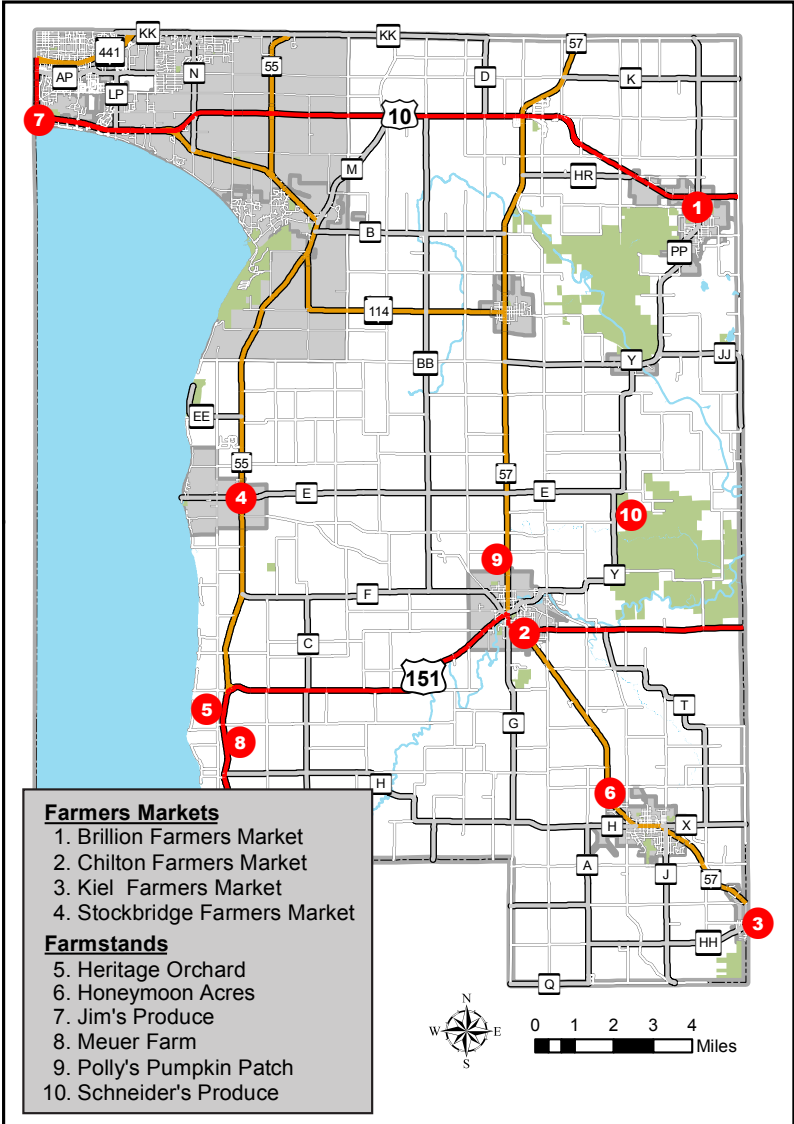 KK
KK
441
57
55
AP
N
D
K
LP
10
7
M
HR
1
B
PP
114
BB
Y
JJ
EE
55
57
4
E
E
10
9
Y
F
2
C
151
5
T
G
8
H
6
H
X
A
J
57
3
HH
Q
Farmers Markets
1. Brillion Farmers Market
2. Chilton Farmers Market
3. Kiel  Farmers Market
4. Stockbridge Farmers Market
Farmstands
5. Heritage Orchard
6. Honeymoon Acres
7. Jim's Produce
8. Meuer Farm
9. Polly's Pumpkin Patch
10. Schneider's Produce
N
W E
S
0 1 2 3 4
Miles